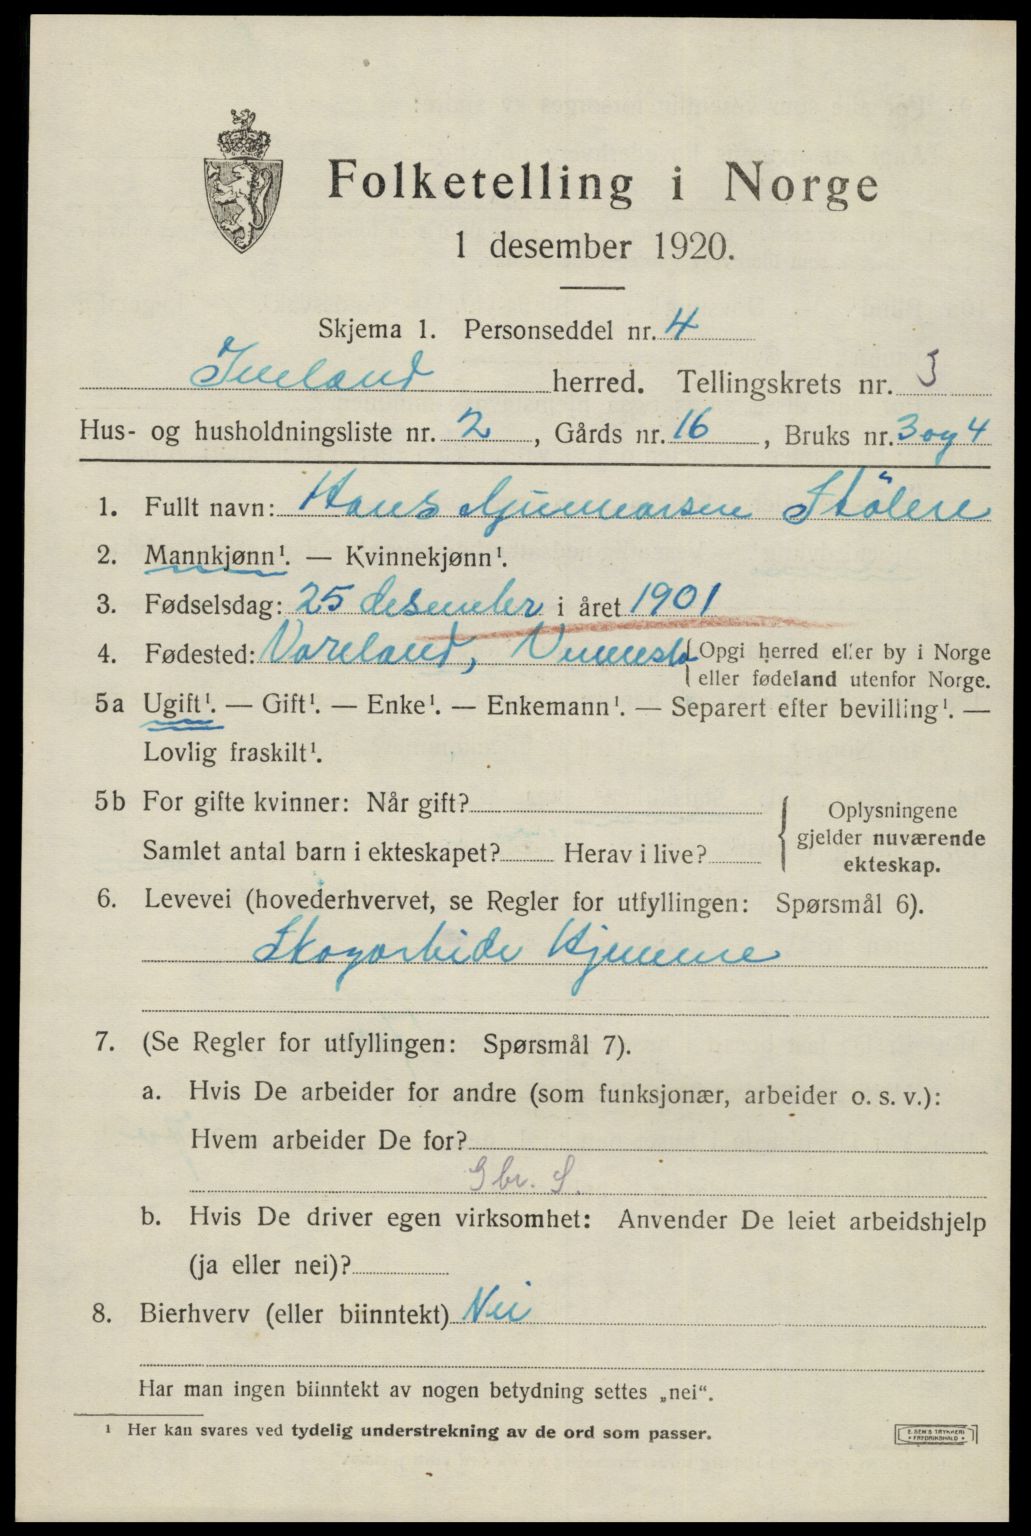 Folketelling i Norge
1 desember 1920.
Skjema 1. Personseddel nr. 4
Iveland herred. Tellingskrets nr. 3
Hus- og husholdningsliste nr. 2, Gårds nr. 16, Bruks nr. 3 og 4
1. Fullt navn: Hans Gunnarsen
2. Mannkjønn¹. — Kvinnekjønn¹.
3. Fødselsdag: 25 desember i året 1901
4. Fødested: Vareland, Vennesla {Opgi herred eller by i Norge
eller fødeland utenfor Norge.
5a Ugift¹. — Gift¹. — Enke¹. — Enkemann¹. — Separert efter bevilling¹. —
Lovlig fraskilt¹.
5b For gifte kvinner: Når gift?
Samlet antal barn i ekteskapet? Herav i live?
{Oplysningene
gjelder nuværende
ekteskap.
6. Levevei (hovederhvervet, se Regler for utfyllingen: Spørsmål 6).
Skogarbeide Hjemme
7. (Se Regler for utfyllingen: Spørsmål 7).
a. Hvis De arbeider for andre (som funksjonær, arbeider o. s. v.):
Hvem arbeider De for?
Gbr. S.
b. Hvis De driver egen virksomhet: Anvender De leiet arbeidshjelp
(ja eller nei)?
8. Bierhverv (eller biinntekt) Nei
Har man ingen biinntekt av nogen betydning settes „nei“.
¹ Her kan svares ved tydelig understrekning av de ord som passer.
E. SEM'S TRYKKERI
FREDRIKSHALD